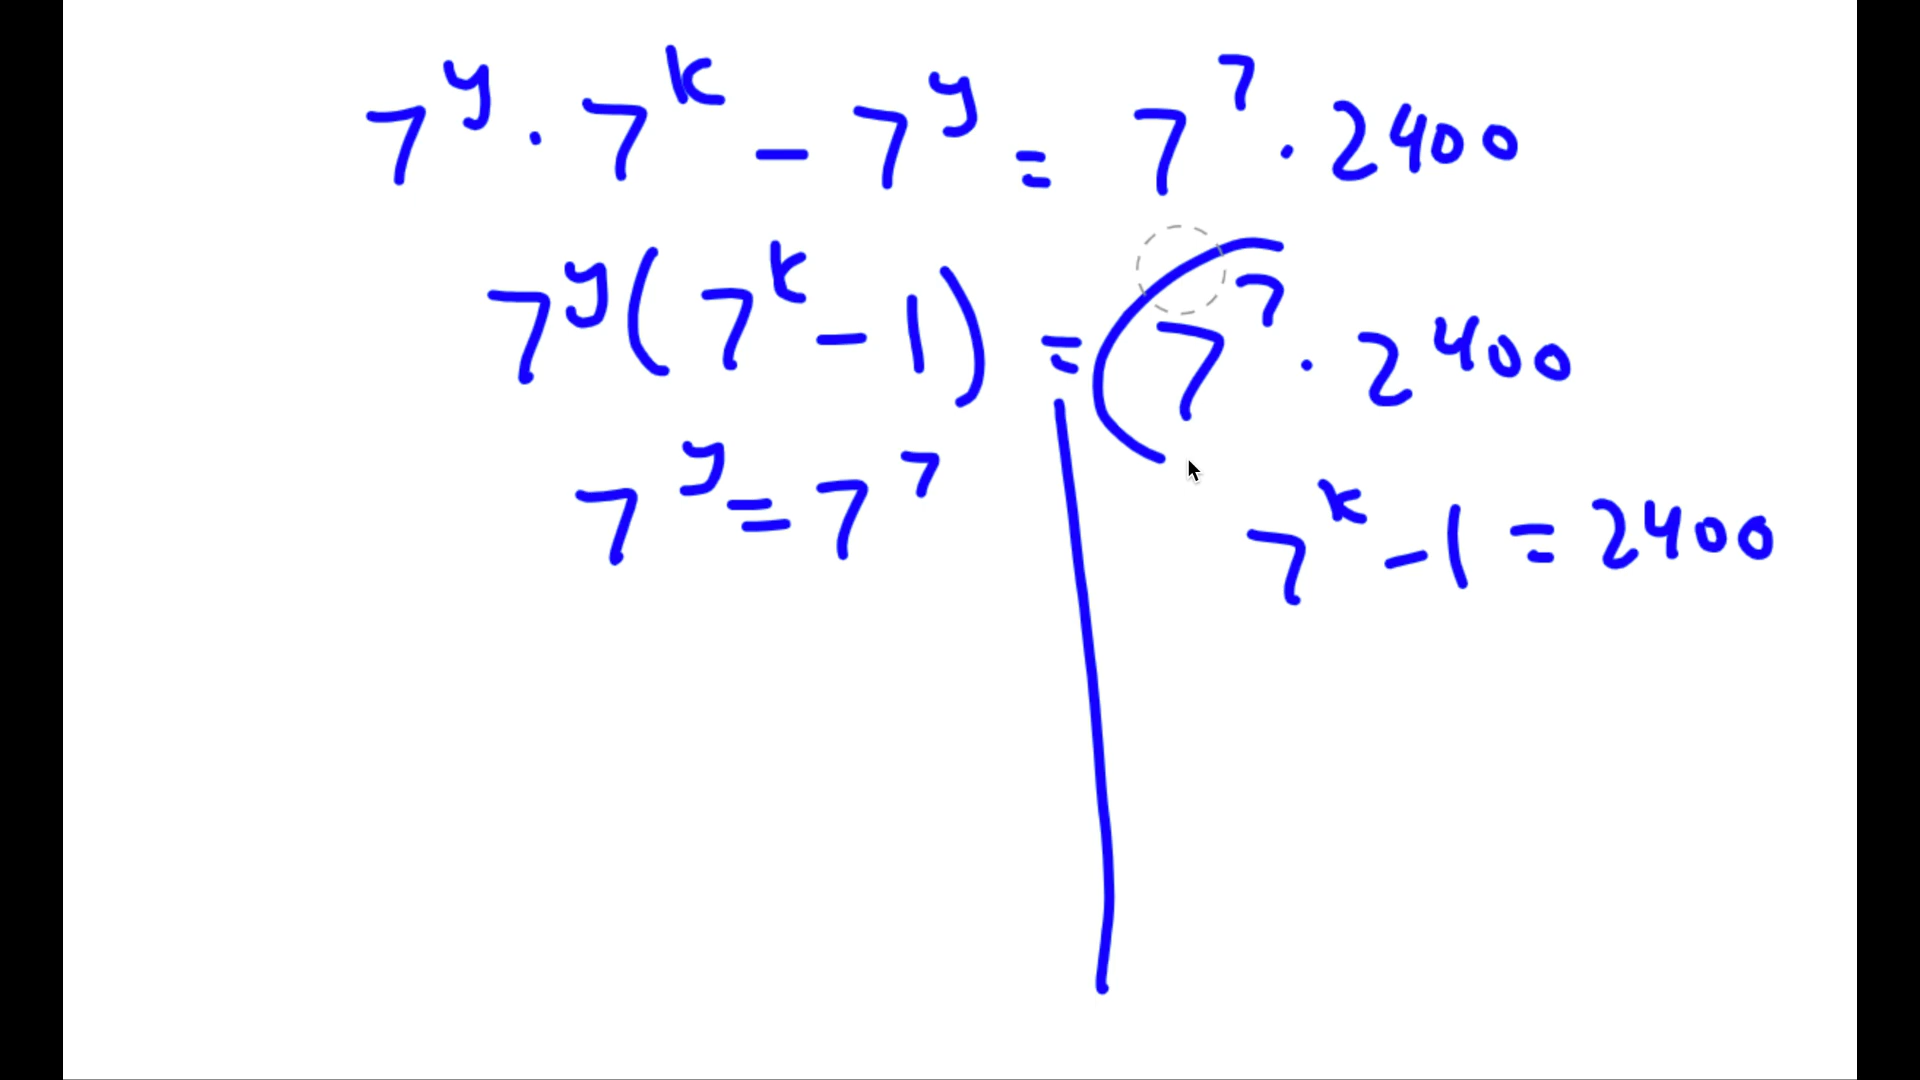 7^y · 7^k - 7^y = 7^7 · 2400
7^y(7^k - 1) = (7^7 · 2400
7^y = 7^7
7^k - 1 = 2400